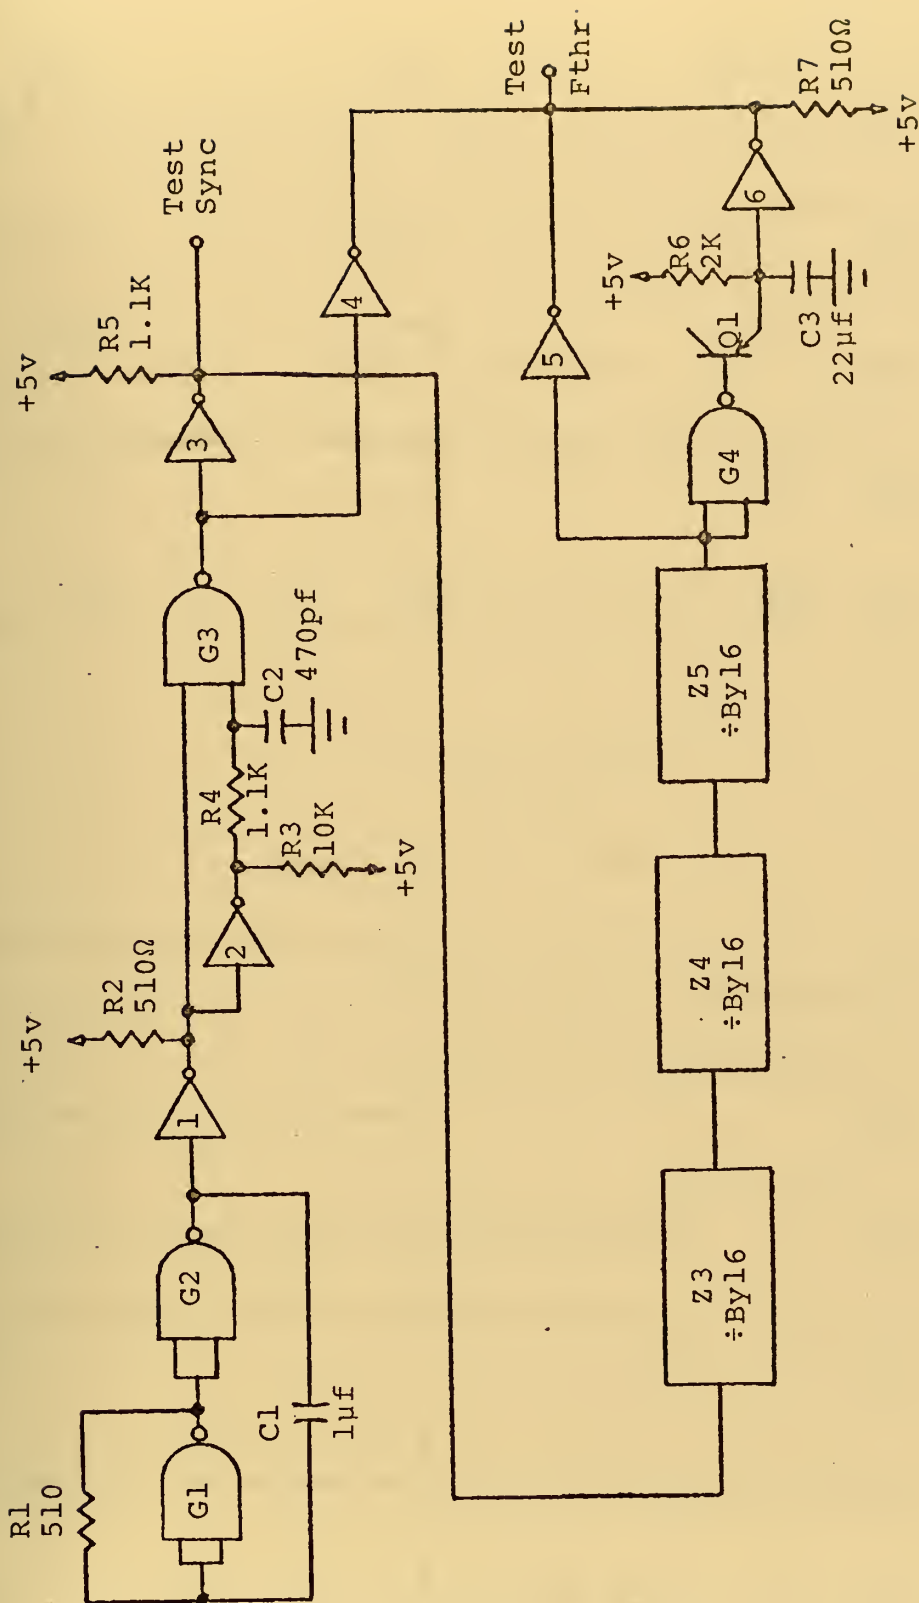 R1
510
G1
G2
C1
1µf
1
+5v
R2
510Ω
2
R4
1.1K
R3
10K
+5v
C2
470pf
G3
3
+5v
R5
1.1K
Test
Sync
4
Z3
÷By16
Z4
÷By16
Z5
÷By16
G4
5
Q1
+5v
R6
2K
C3
22µf
6
Test
Fthr
R7
510Ω
+5v